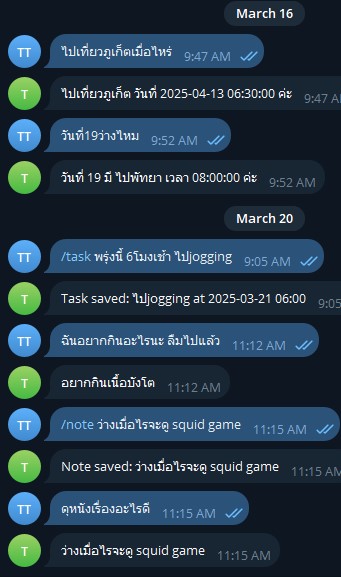 March 16
TT
ไปเที่ยวภูเก็ตเมื่อไหร่ 9:47 AM
T
ไปเที่ยวภูเก็ต วันที่ 2025-04-13 06:30:00 ค่ะ 9:47
TT
วันที่19ว่างไหม 9:52 AM
T
วันที่ 19 มี ไปพัทยา เวลา 08:00:00 ค่ะ 9:52 AM
March 20
TT
/task พรุ่งนี้ 6โมงเช้า ไปjogging 9:05 AM
T
Task saved: ไปjogging at 2025-03-21 06:00 9:05
TT
ฉันอยากกินอะไรนะ ลืมไปแล้ว 11:12 AM
T
อยากกินเนื้อบังโต 11:12 AM
TT
/note ว่างเมื่อไรจะดู squid game 11:15 AM
T
Note saved: ว่างเมื่อไรจะดู squid game 11:15 AM
TT
ดุหนังเรื่องอะไรดี 11:15 AM
T
ว่างเมื่อไรจะดู squid game 11:15 AM